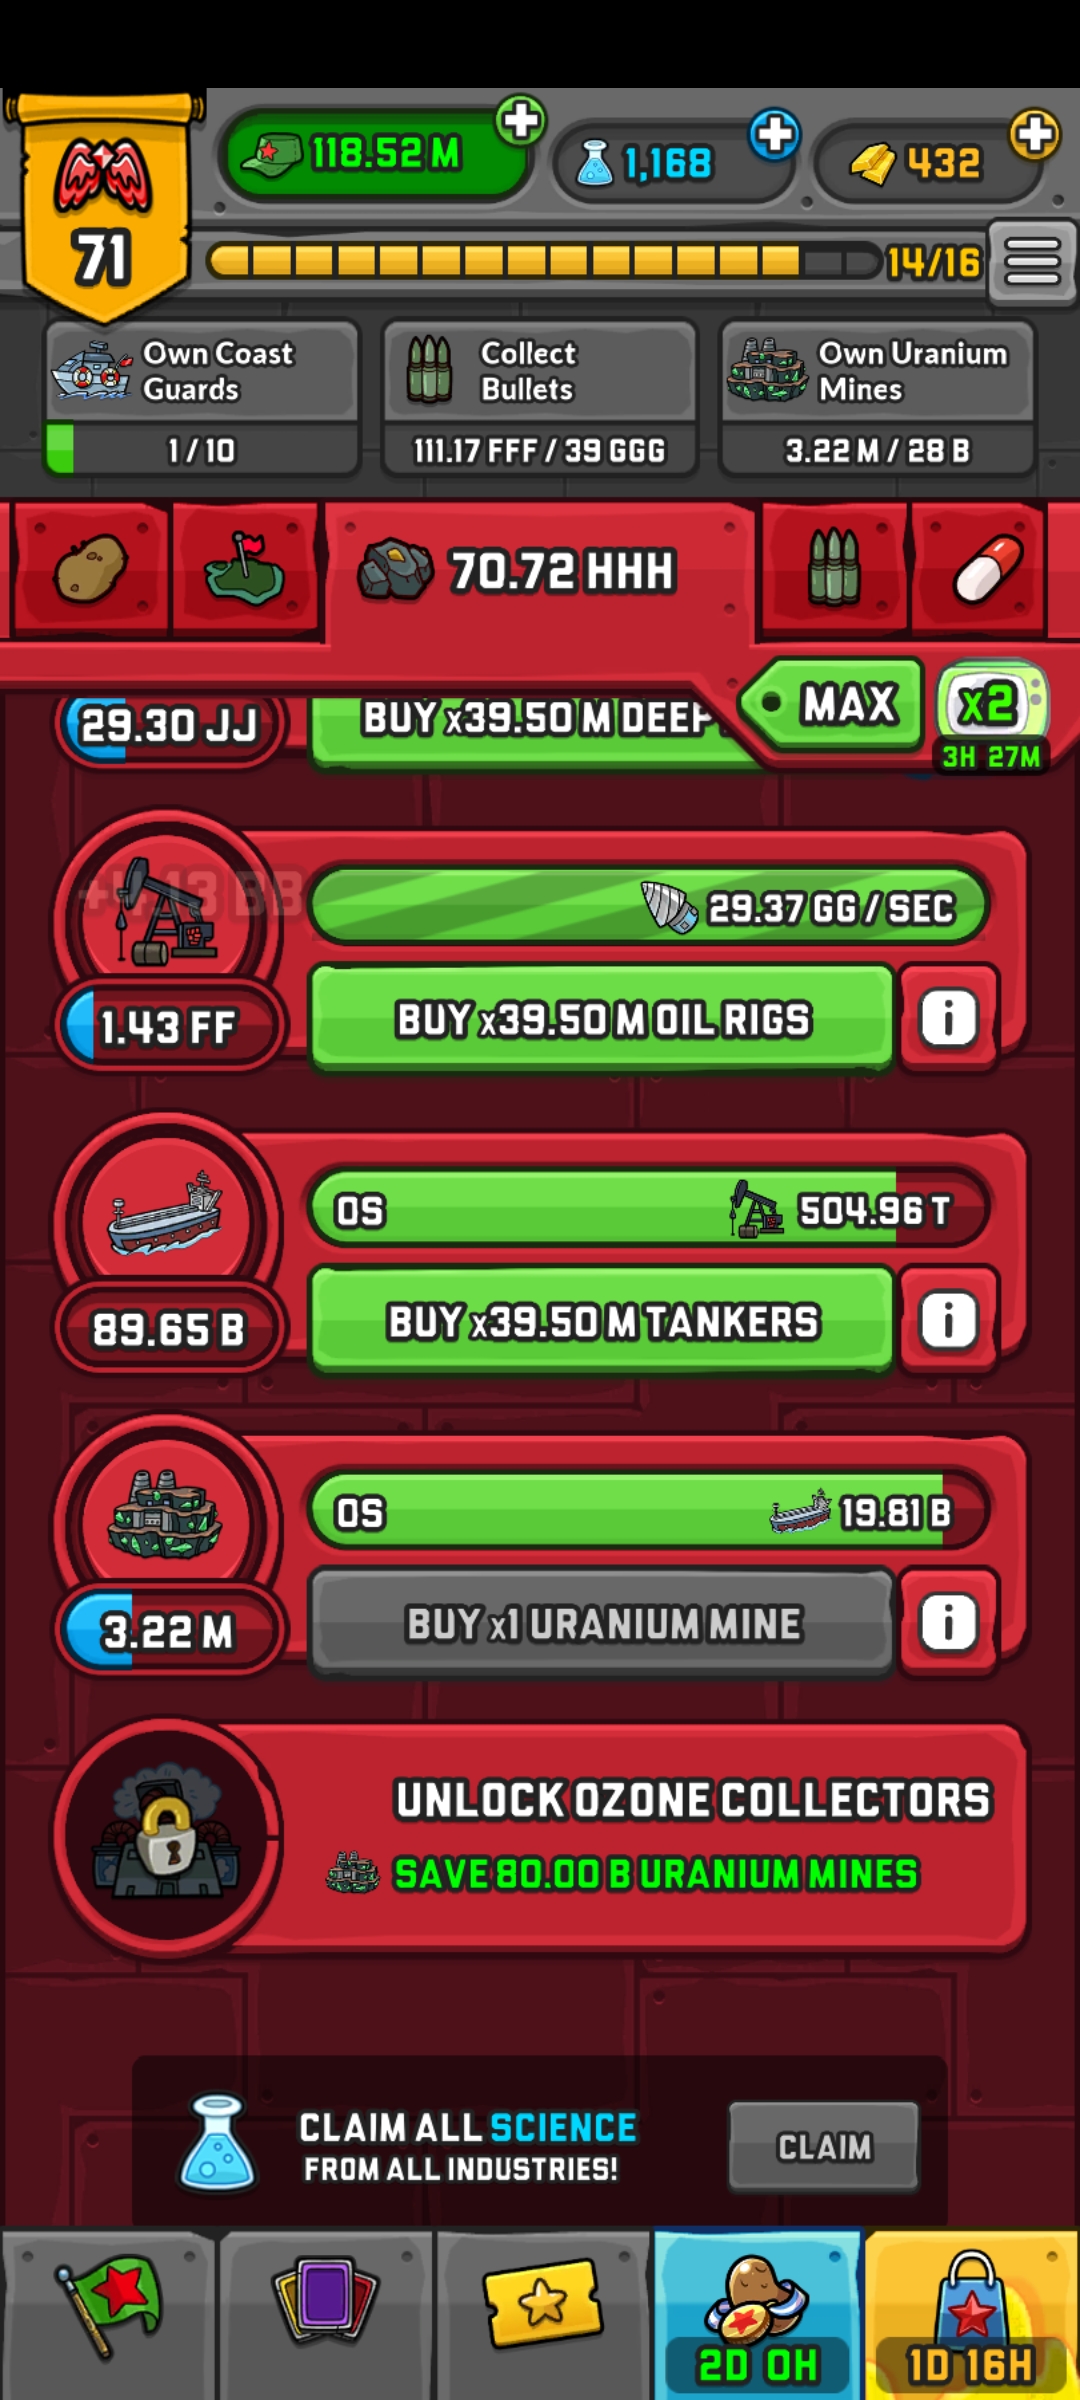 118.52 M
1,168
432
71
14/16
Own Coast
Guards
1 / 10
Collect
Bullets
111.17 FFF / 39 GGG
Own Uranium
Mines
3.22 M / 28 B
70.72 HHH
MAX
x2
3H 27M
29.30 JJ
BUY x39.50 M DEEP
29.37 GG / SEC
1.43 FF
BUY x39.50 M OIL RIGS
0S
504.96 T
89.65 B
BUY x39.50 M TANKERS
0S
19.81 B
3.22 M
BUY x1 URANIUM MINE
UNLOCK OZONE COLLECTORS
SAVE 80.00 B URANIUM MINES
CLAIM ALL SCIENCE
FROM ALL INDUSTRIES!
CLAIM
2D 0H
1D 16H